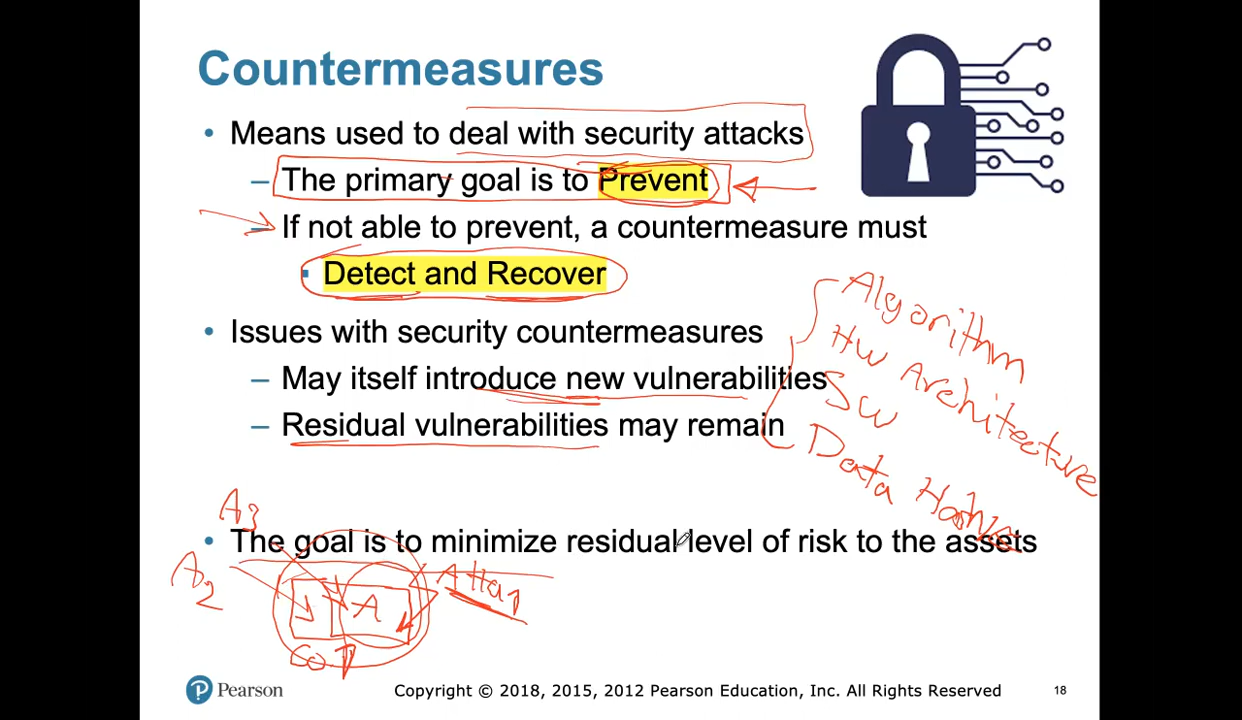 Countermeasures
• Means used to deal with security attacks
– The primary goal is to Prevent
– If not able to prevent, a countermeasure must
▪ Detect and Recover
• Issues with security countermeasures
– May itself introduce new vulnerabilities
– Residual vulnerabilities may remain
Algorithm
HW Architecture
SW
Data
A3
• The goal is to minimize residual level of risk to the assets
A2
A
Pearson
Copyright © 2018, 2015, 2012 Pearson Education, Inc. All Rights Reserved
18